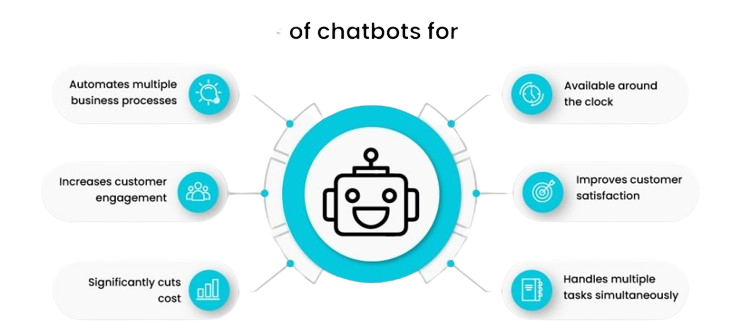 of chatbots for
Automates multiple
business processes
Increases customer
engagement
Significantly cuts
cost
Available around
the clock
Improves customer
satisfaction
Handles multiple
tasks simultaneously